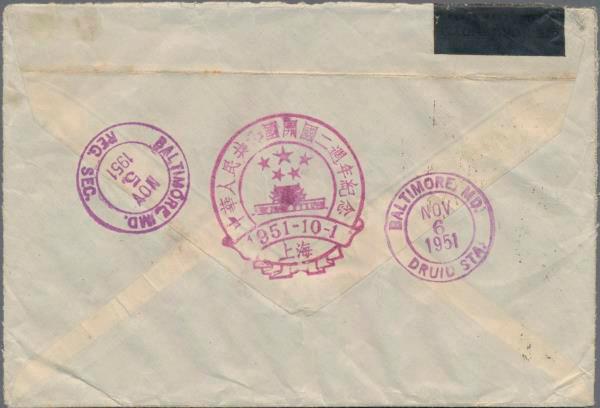 BALTIMORE, MD.
NOV
5
1951
REG. SEC.
中華人民共和國開國二週年紀念
1951-10-1
上海
BALTIMORE, MD.
NOV
6
1951
DRUID STA.